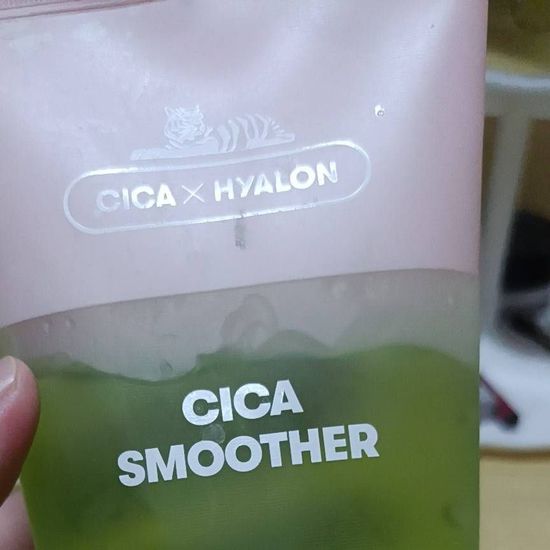 CICA × HYALON
CICA
SMOOTHER